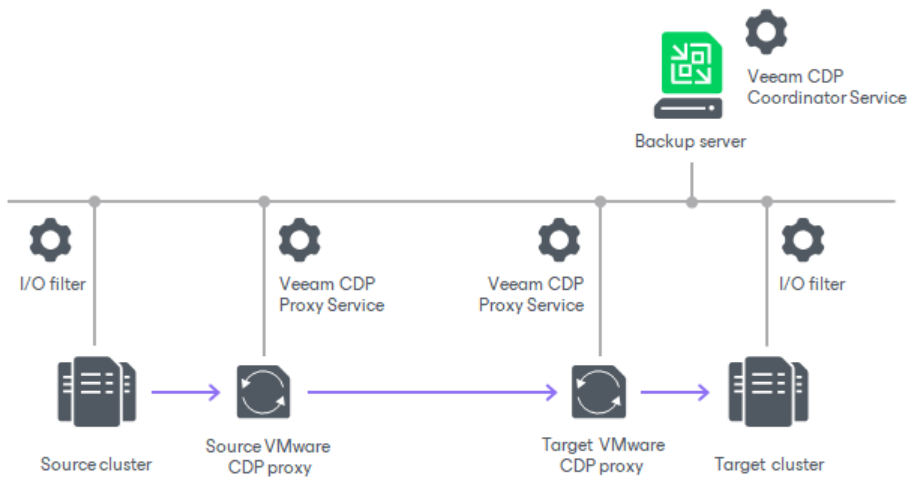 Veeam CDP
Coordinator Service
Backup server
I/O filter
Veeam CDP
Proxy Service
Veeam CDP
Proxy Service
I/O filter
Source cluster
Source VMware
CDP proxy
Target VMware
CDP proxy
Target cluster